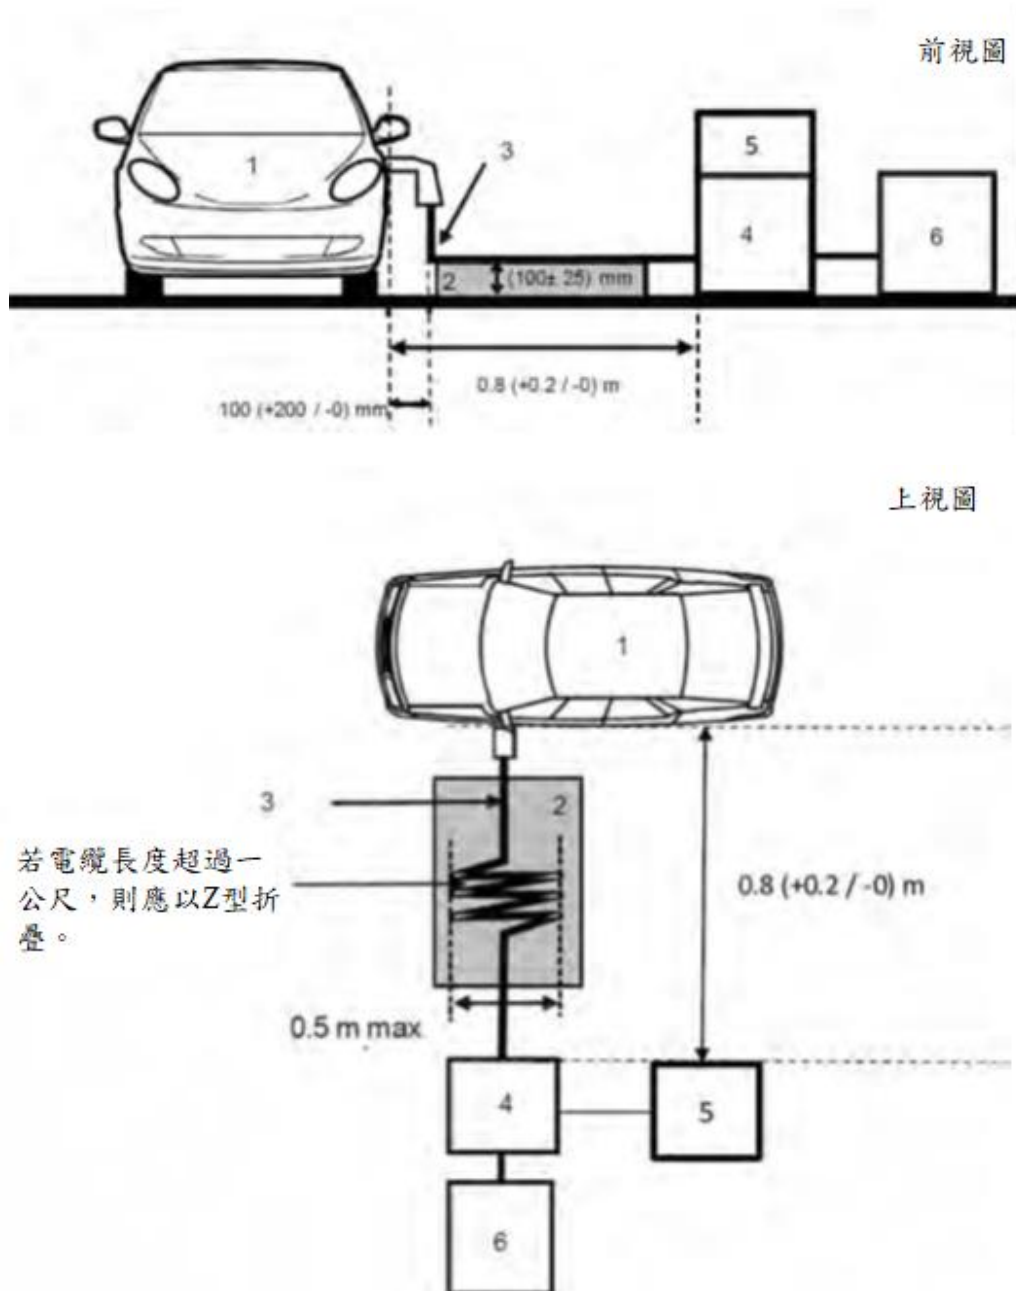 前視圖
1
3
5
4
6
2
(100± 25) mm
0.8 (+0.2 / -0) m
100 (+200 / -0) mm
上視圖
1
3
2
若電纜長度超過一
公尺，則應以Z型折
疊。
0.8 (+0.2 / -0) m
0.5 m max.
4
5
6